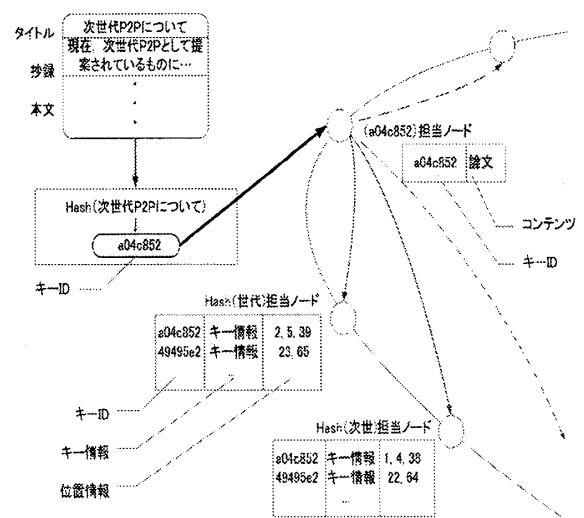 タイトル
次世代P2Pについて
抄録
現在、次世代P2Pとして提
案されているものに…
本文
Hash(次世代P2Pについて)
a04c852
キーID
(a04c852)担当ノード
a04c852 論文
コンテンツ
キーID
Hash(世代)担当ノード
a04c852 キー情報 2,5,39
49495e2 キー情報 23,65
…
キーID
キー情報
位置情報
Hash(次世)担当ノード
a04c852 キー情報 1,4,38
49495e2 キー情報 22,64
…